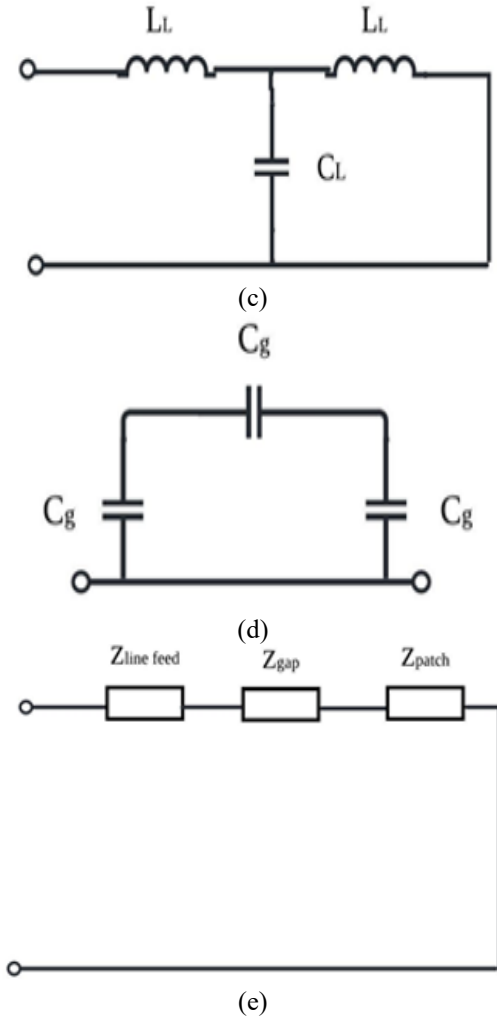 LL LL
CL
(c)
Cg
Cg Cg
(d)
Zline feed Zgap Zpatch
(e)